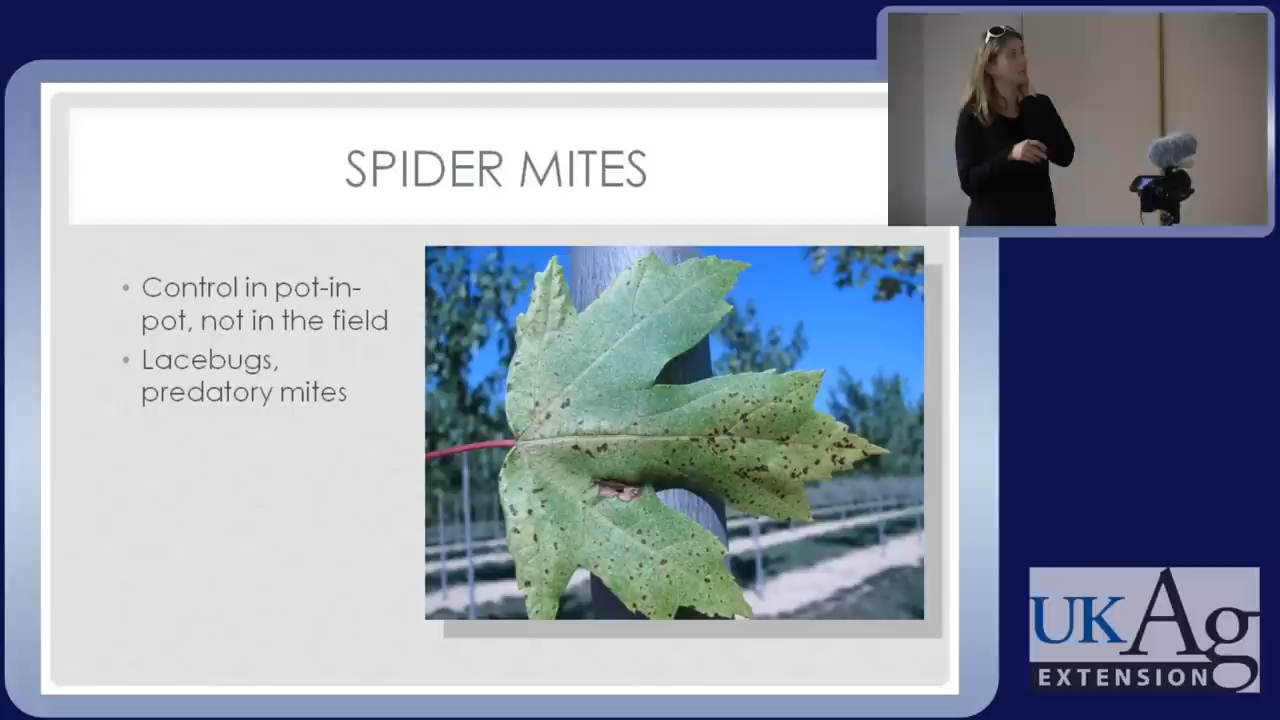 SPIDER MITES
• Control in pot-in-
pot, not in the field
• Lacebugs,
predatory mites
UKAg
EXTENSION